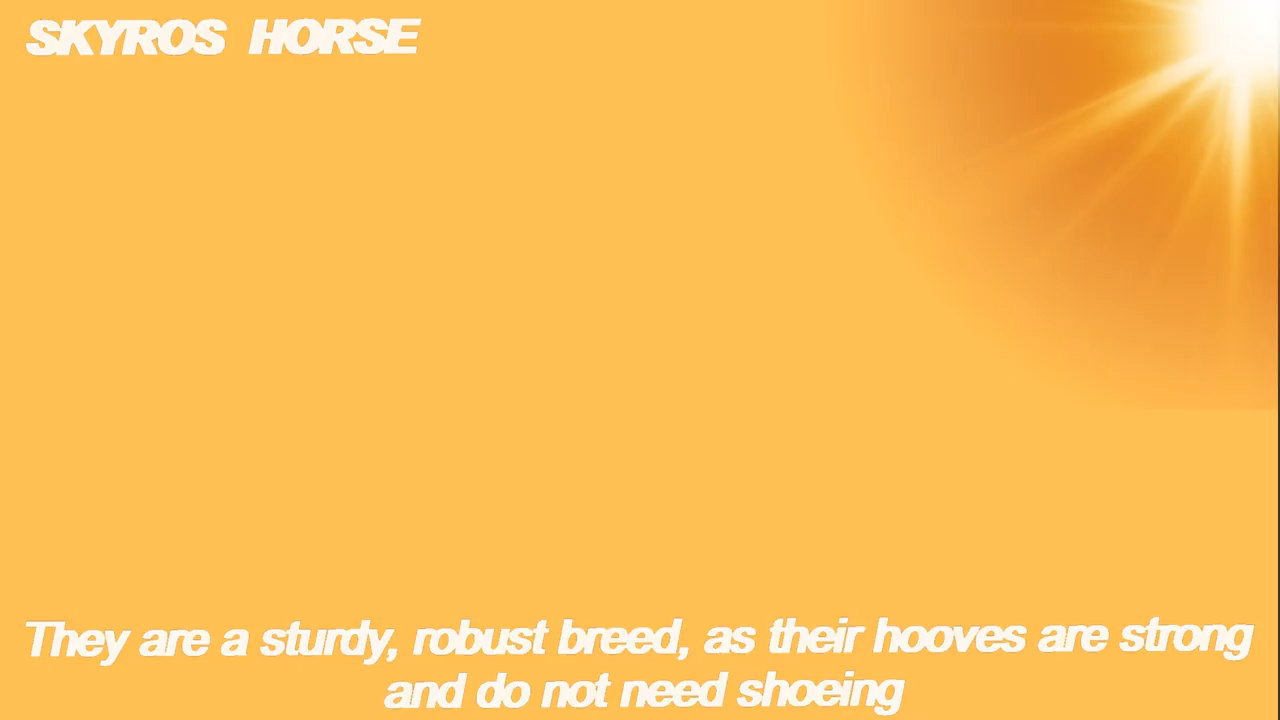 SKYROS HORSE
They are a sturdy, robust breed, as their hooves are strong
and do not need shoeing